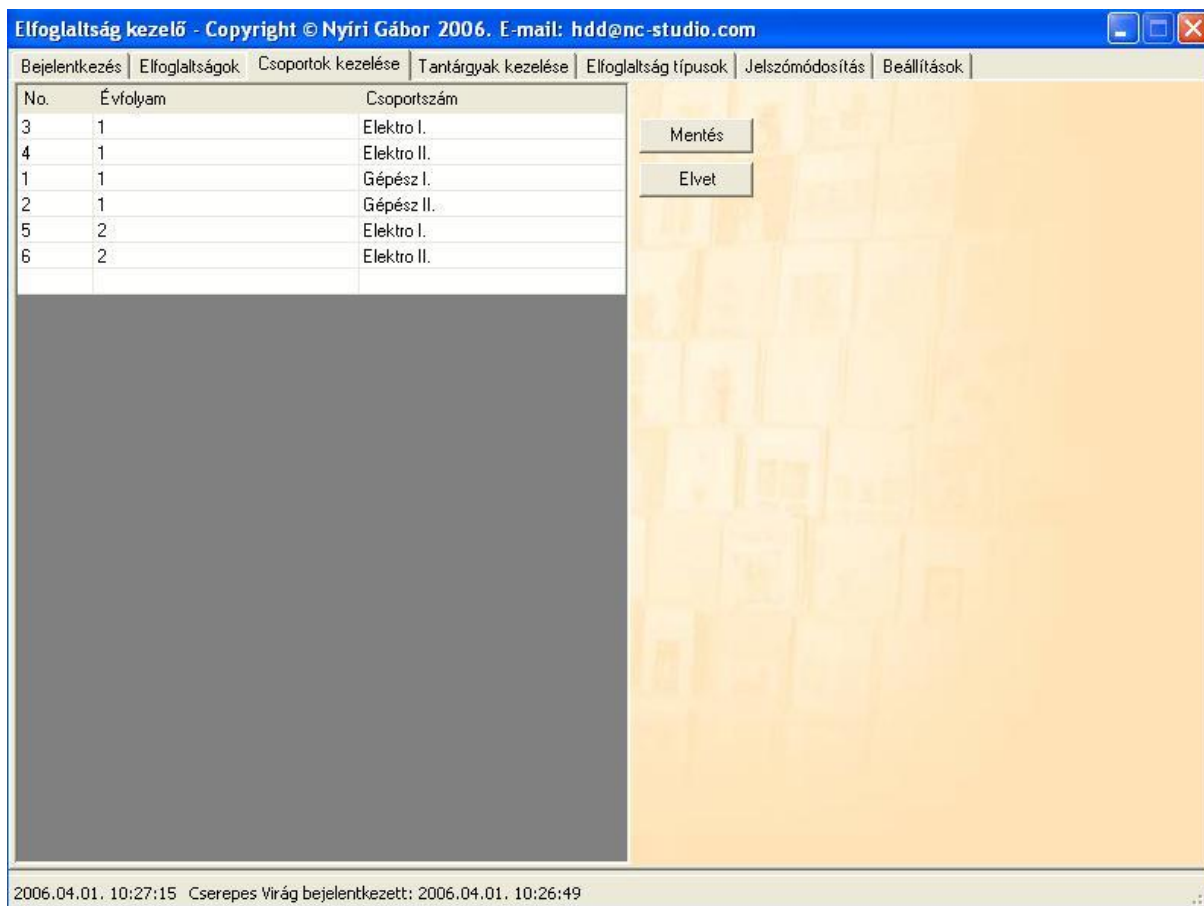 Elfoglaltság kezelő - Copyright © Nyíri Gábor 2006. E-mail: hdd@nc-studio.com
Bejelentkezés Elfoglaltságok Csoportok kezelése Tantárgyak kezelése Elfoglaltság típusok Jelszómódosítás Beállítások
No. Évfolyam Csoportszám
3 1 Elektro I.
4 1 Elektro II.
1 1 Gépész I.
2 1 Gépész II.
5 2 Elektro I.
6 2 Elektro II.
Mentés
Elvet
2006.04.01. 10:27:15 Cserepes Virág bejelentkezett: 2006.04.01. 10:26:49